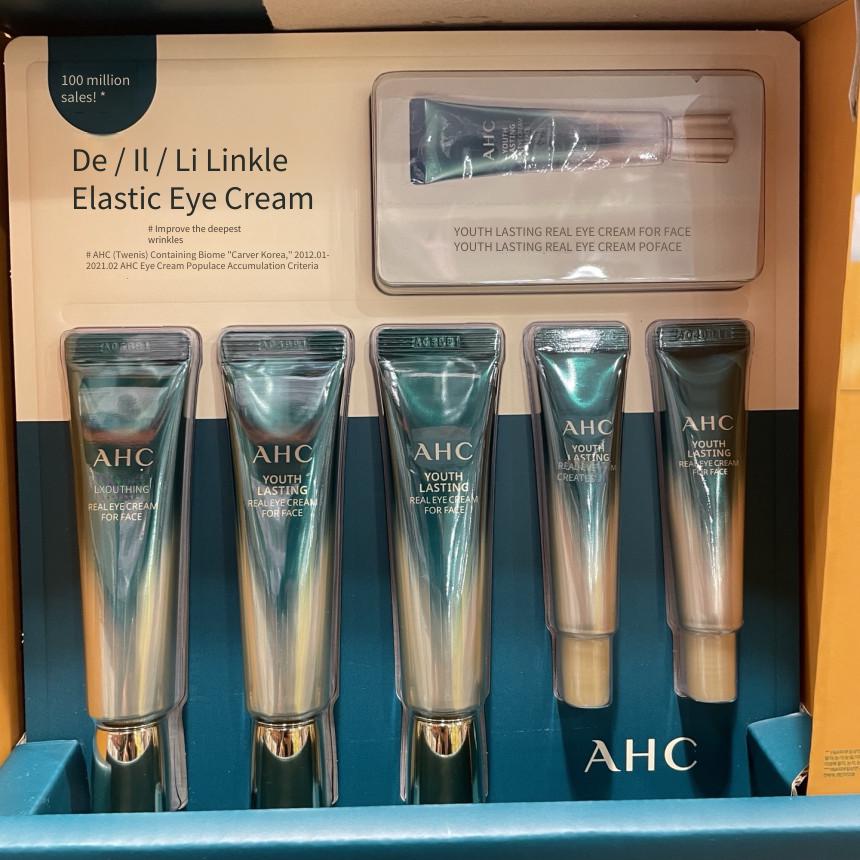 100 million
sales! *
De / Il / Li Linkle
Elastic Eye Cream
# Improve the deepest
wrinkles
# AHC (Twenis) Containing Biome "Carver Korea," 2012.01-
2021.02 AHC Eye Cream Populace Accumulation Criteria
AHC
YOUTH
LASTING
YOUTH LASTING REAL EYE CREAM FOR FACE
YOUTH LASTING REAL EYE CREAM POFACE
AHC
LXOUTHING
REAL EYE CREAM
FOR FACE
AHC
YOUTH
LASTING
REAL EYE CREAM
FOR FACE
AHC
YOUTH
LASTING
REAL EYE CREAM
FOR FACE
AHC
YOUTH
LASTING
AHC
YOUTH
LASTING
REAL EYE CREAM
FOR FACE
AHC